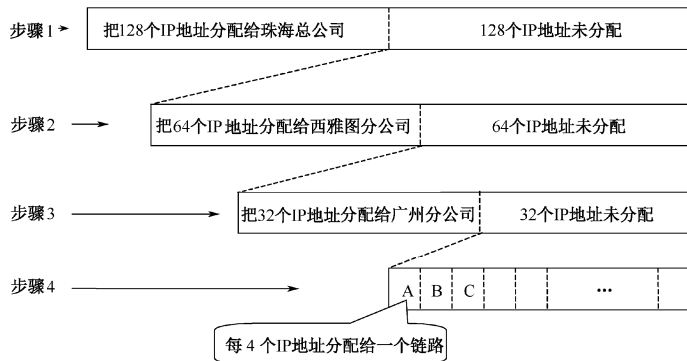 步骤1 把128个IP地址分配给珠海总公司 128个IP地址未分配
步骤2 把64个IP地址分配给西雅图分公司 64个IP地址未分配
步骤3 把32个IP地址分配给广州分公司 32个IP地址未分配
步骤4 A B C ···
每4个IP地址分配给一个链路